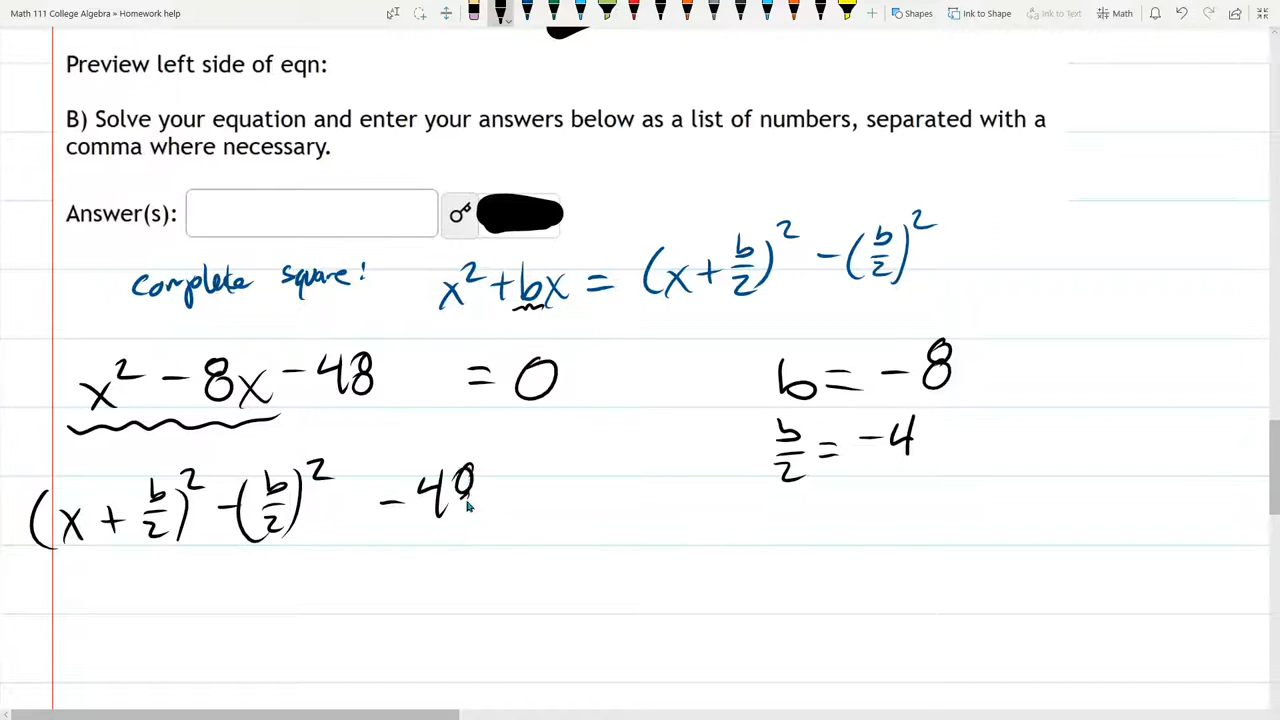 Math 111 College Algebra » Homework help
Shapes Ink to Shape Ink to Text Math
Preview left side of eqn:
B) Solve your equation and enter your answers below as a list of numbers, separated with a
comma where necessary.
Answer(s):
complete square! x² + bx = (x + b/2)² - (b/2)²
x² - 8x - 48 = 0
b = -8
b/2 = -4
(x + b/2)² - (b/2)² - 48